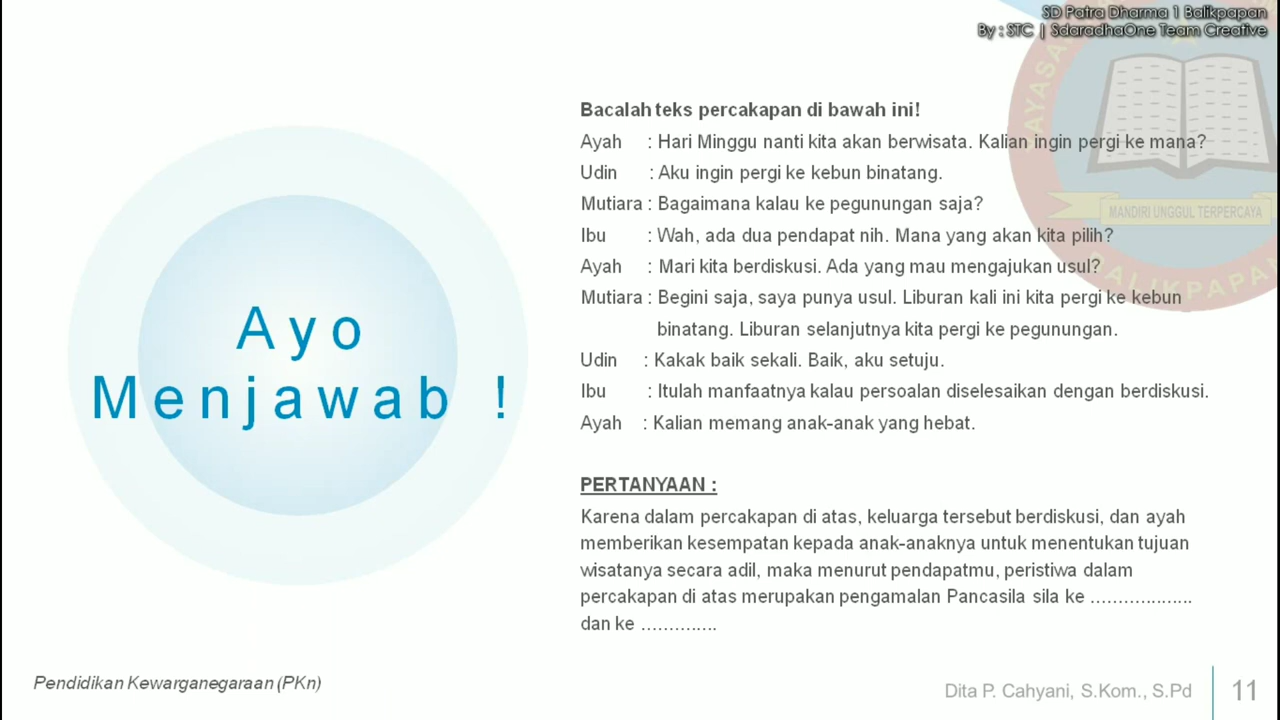 SD Patra Dharma 1 Balikpapan
By : STC | SdaradhaOne Team Creative
MANDIRI UNGGUL TERPERCAYA
Ayo
Menjawab !
Bacalah teks percakapan di bawah ini!
Ayah : Hari Minggu nanti kita akan berwisata. Kalian ingin pergi ke mana?
Udin : Aku ingin pergi ke kebun binatang.
Mutiara : Bagaimana kalau ke pegunungan saja?
Ibu : Wah, ada dua pendapat nih. Mana yang akan kita pilih?
Ayah : Mari kita berdiskusi. Ada yang mau mengajukan usul?
Mutiara : Begini saja, saya punya usul. Liburan kali ini kita pergi ke kebun
binatang. Liburan selanjutnya kita pergi ke pegunungan.
Udin : Kakak baik sekali. Baik, aku setuju.
Ibu : Itulah manfaatnya kalau persoalan diselesaikan dengan berdiskusi.
Ayah : Kalian memang anak-anak yang hebat.
PERTANYAAN :
Karena dalam percakapan di atas, keluarga tersebut berdiskusi, dan ayah
memberikan kesempatan kepada anak-anaknya untuk menentukan tujuan
wisatanya secara adil, maka menurut pendapatmu, peristiwa dalam
percakapan di atas merupakan pengamalan Pancasila sila ke ...................
dan ke ..............
Pendidikan Kewarganegaraan (PKn)
Dita P. Cahyani, S.Kom., S.Pd
11